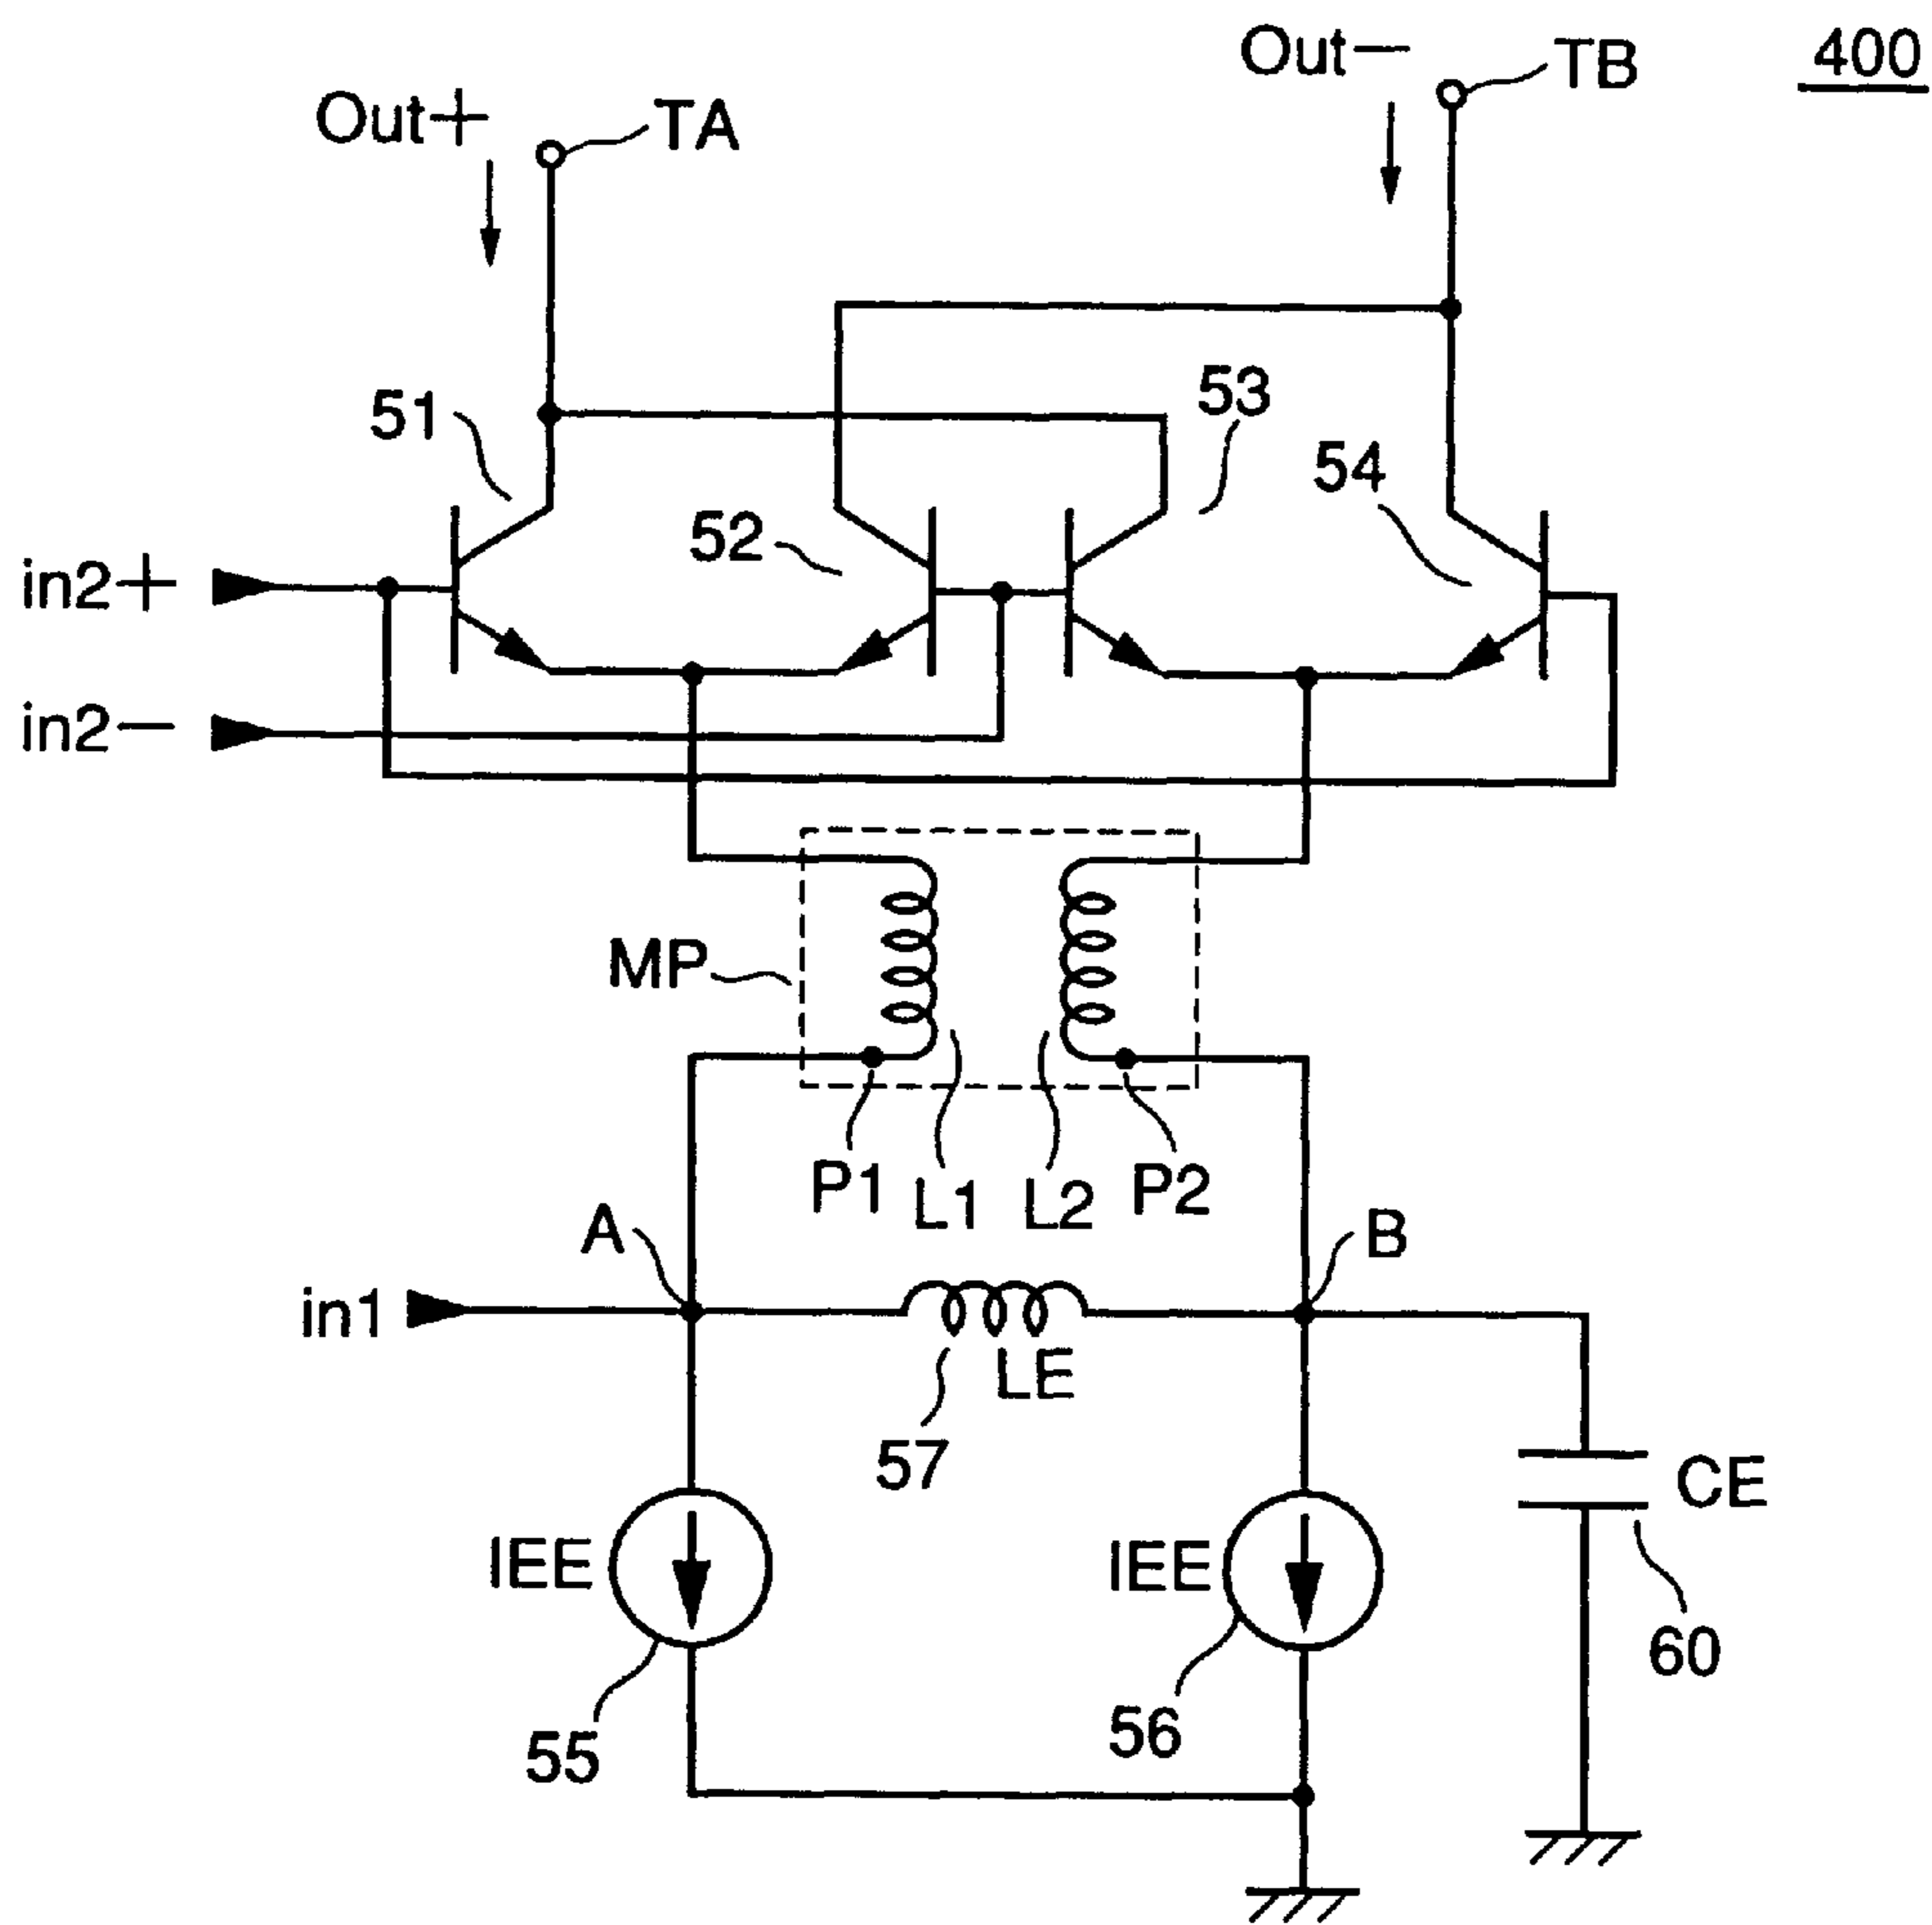 400
Out−
TB
Out+
TA
51
53
54
52
in2+
in2−
MP
P1
L1
L2
P2
A
B
in1
LE
57
CE
IEE
IEE
60
55
56